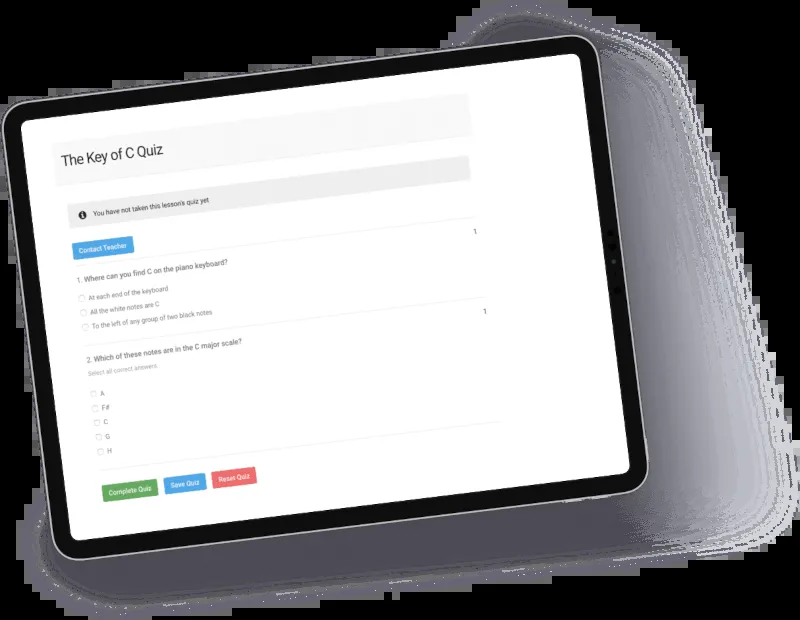 The Key of C Quiz
You have not taken this lesson's quiz yet
Contact Teacher
1. Where can you find C on the piano keyboard? 1
At each end of the keyboard
All the white notes are C
To the left of any group of two black notes
2. Which of these notes are in the C major scale? 1
Select all correct answers
A
F#
C
G
H
Complete Quiz Save Quiz Reset Quiz